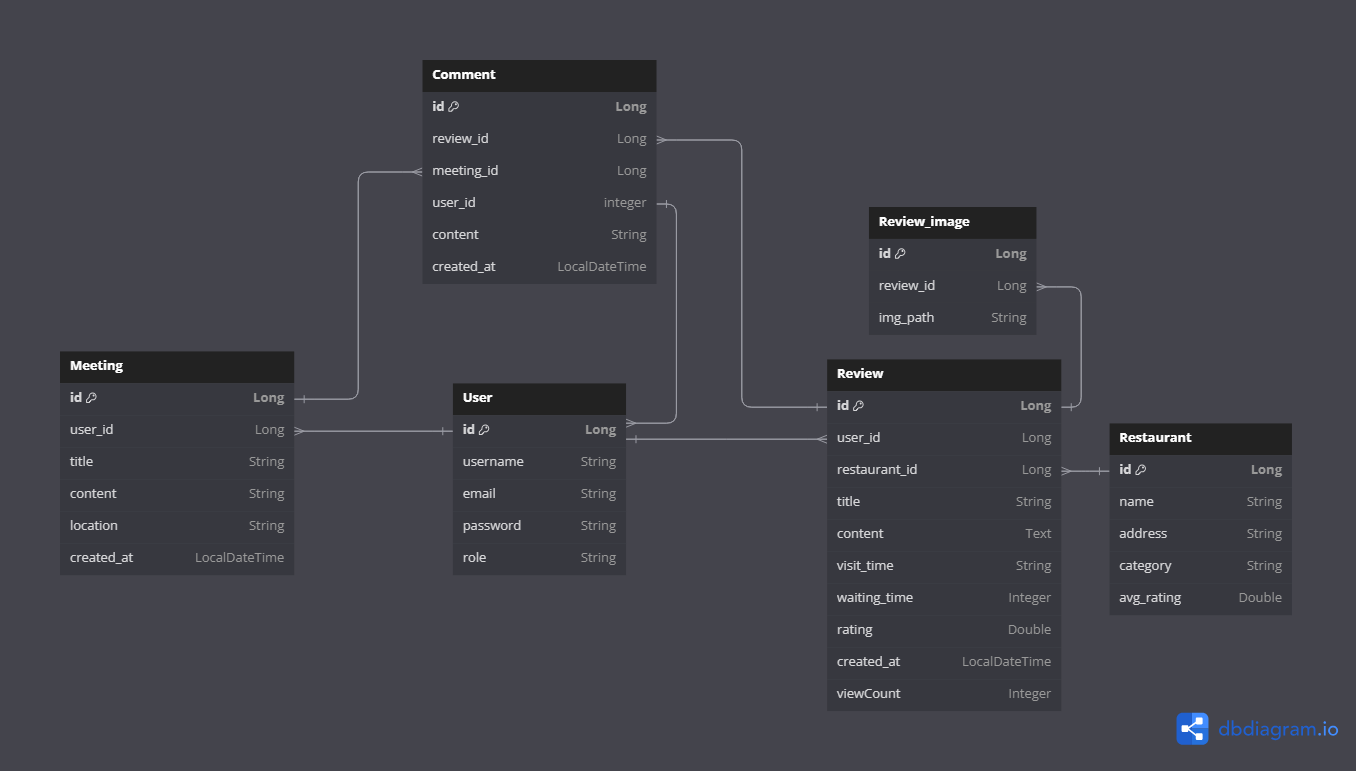 Comment
id Long
review_id Long
meeting_id Long
user_id integer
content String
created_at LocalDateTime
Review_image
id Long
review_id Long
img_path String
Meeting
id Long
user_id Long
title String
content String
location String
created_at LocalDateTime
User
id Long
username String
email String
password String
role String
Review
id Long
user_id Long
restaurant_id Long
title String
content Text
visit_time String
waiting_time Integer
rating Double
created_at LocalDateTime
viewCount Integer
Restaurant
id Long
name String
address String
category String
avg_rating Double
dbdiagram.io